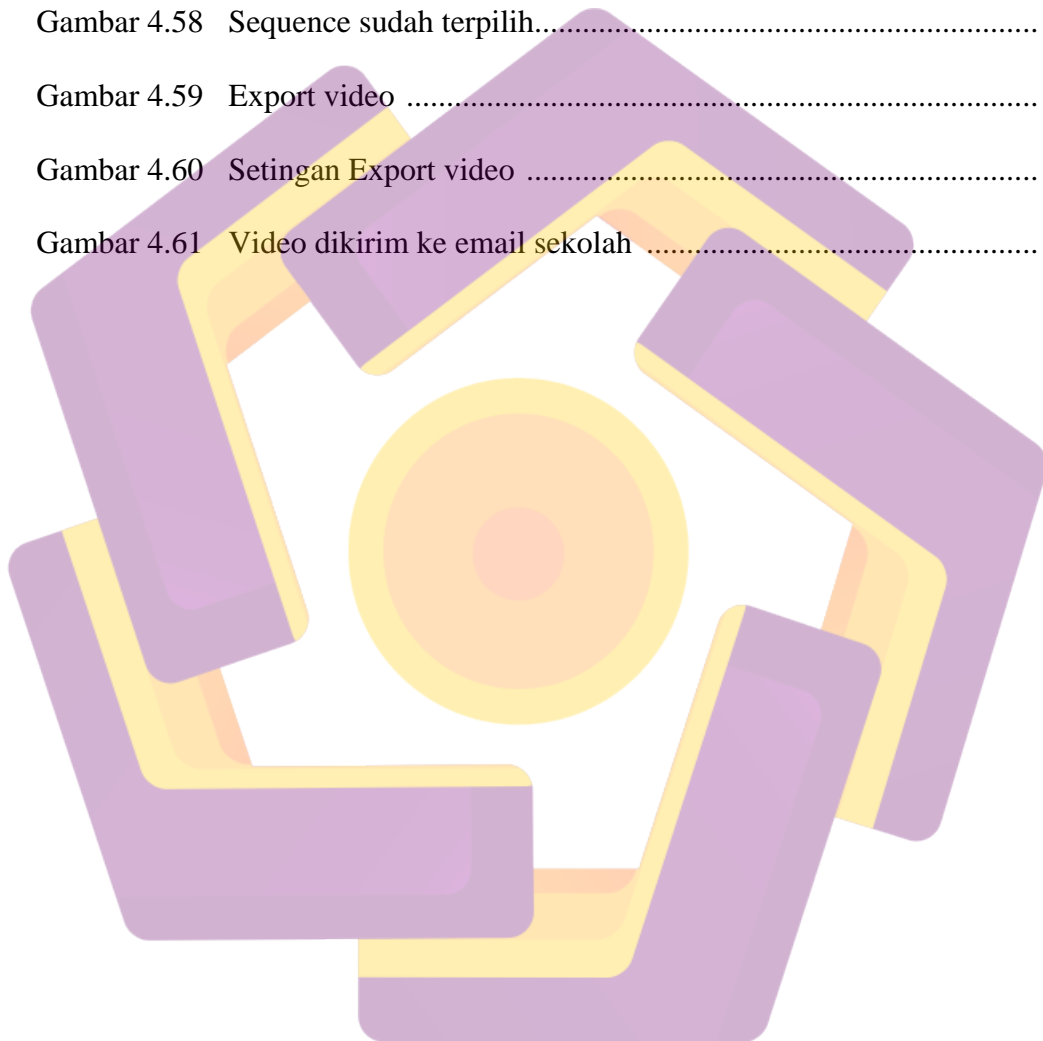 Gambar 4.58 Sequence sudah terpilih..............................................................
Gambar 4.59 Export video ..............................................................................
Gambar 4.60 Setingan Export video ...............................................................
Gambar 4.61 Video dikirim ke email sekolah ................................................